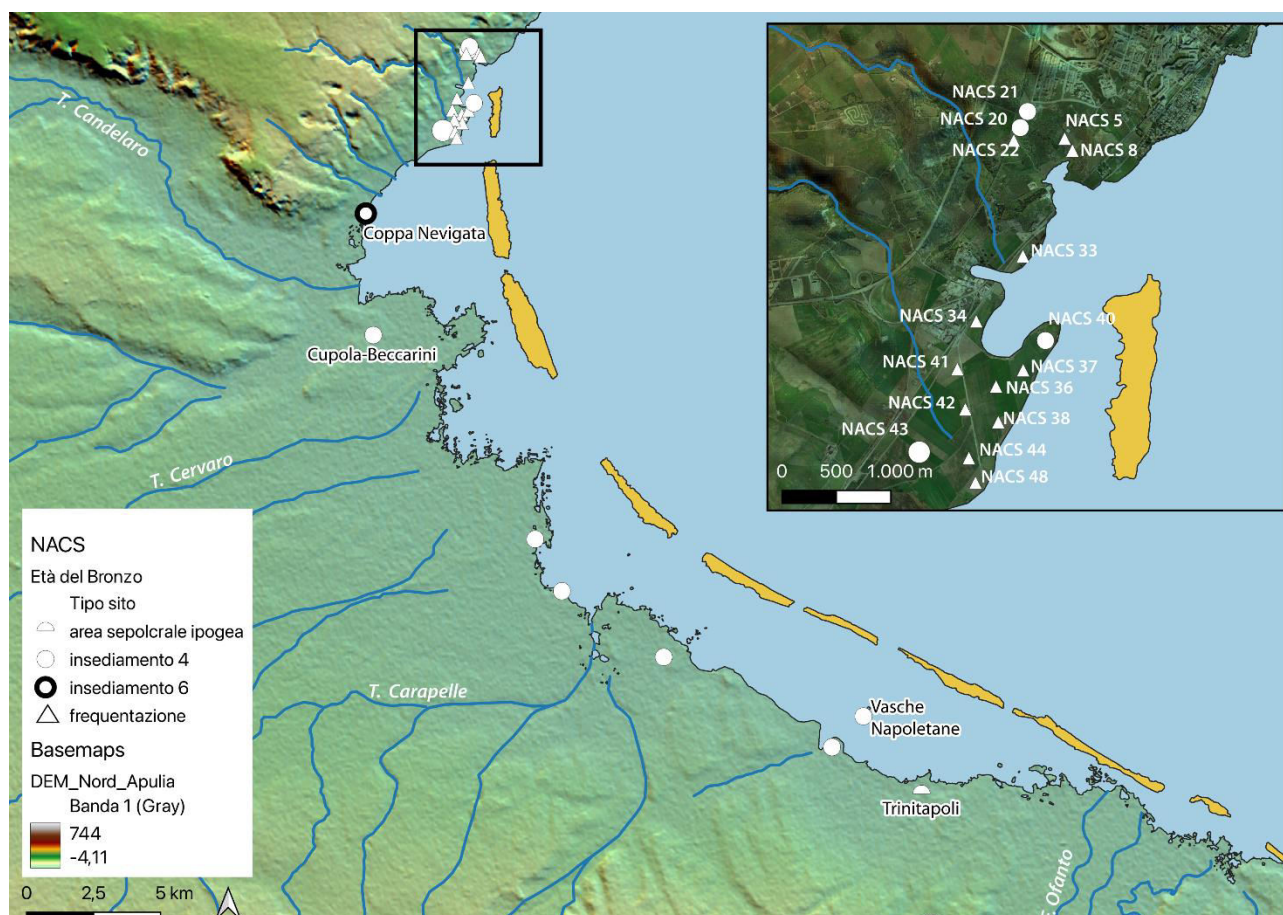 T. Candelaro
Coppa Nevigata
Cupola-Beccarini
T. Cervaro
T. Carapelle
Vasche
Napoletane
Trinitapoli
Ofanto
NACS 21
NACS 20
NACS 22
NACS 5
NACS 8
NACS 33
NACS 34
NACS 40
NACS 41
NACS 37
NACS 36
NACS 42
NACS 38
NACS 43
NACS 44
NACS 48
0 500 1.000 m
NACS
Età del Bronzo
Tipo sito
area sepolcrale ipogea
insediamento 4
insediamento 6
frequentazione
Basemaps
DEM_Nord_Apulia
Banda 1 (Gray)
744
-4,11
0 2,5 5 km